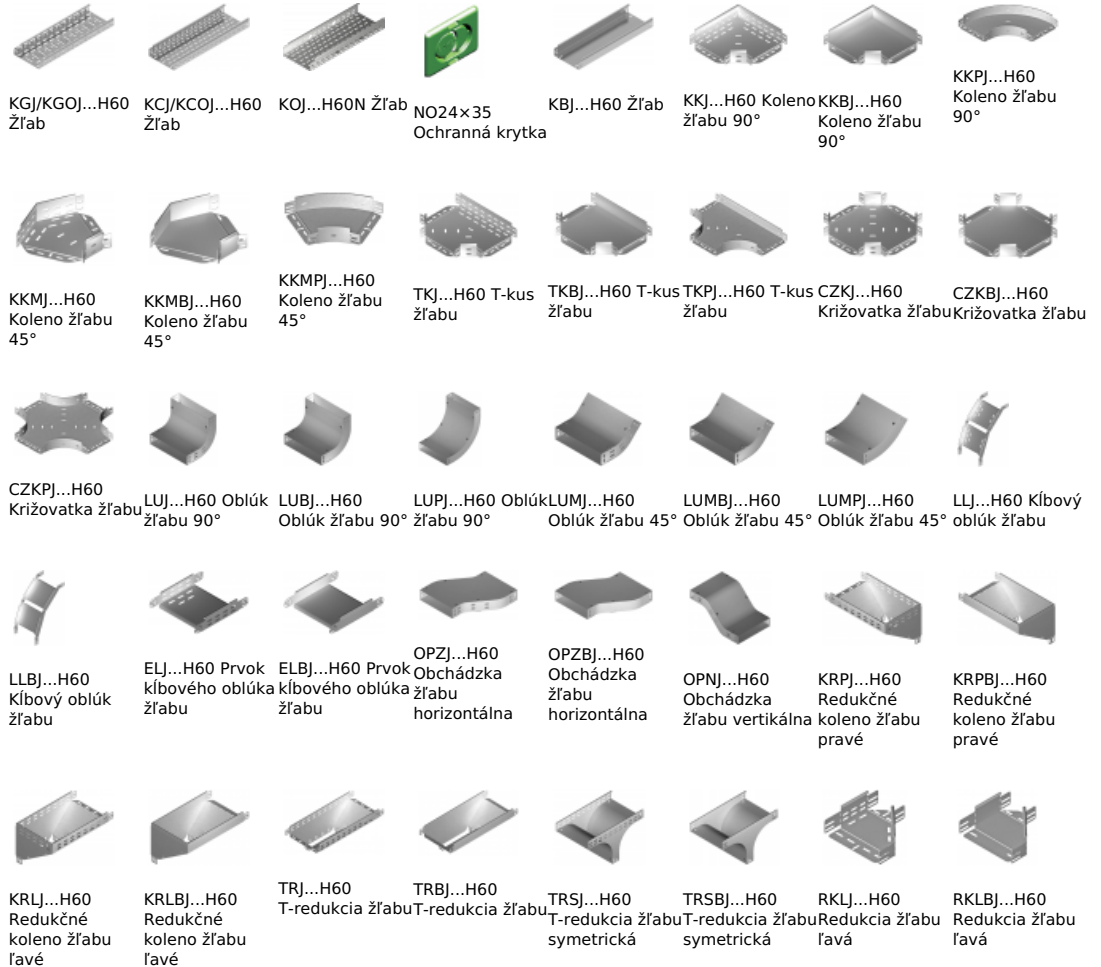 KGJ/KGOJ...H60
Žľab
KCJ/KCOJ...H60
Žľab
KOJ...H60N Žľab
NO24×35
Ochranná krytka
KBJ...H60 Žľab
KKJ...H60 Koleno
žľabu 90°
KKBJ...H60
Koleno žľabu
90°
KKPJ...H60
Koleno žľabu
90°
KKMJ...H60
Koleno žľabu
45°
KKMBJ...H60
Koleno žľabu
45°
KKMPJ...H60
Koleno žľabu
45°
TKJ...H60 T-kus
žľabu
TKBJ...H60 T-kus
žľabu
TKPJ...H60 T-kus
žľabu
CZKJ...H60
Križovatka žľabu
CZKBJ...H60
Križovatka žľabu
CZKPJ...H60
Križovatka žľabu
LUJ...H60 Oblúk
žľabu 90°
LUBJ...H60
Oblúk žľabu 90°
LUPJ...H60 Oblúk
žľabu 90°
LUMJ...H60
Oblúk žľabu 45°
LUMBJ...H60
Oblúk žľabu 45°
LUMPJ...H60
Oblúk žľabu 45°
LLJ...H60 Kĺbový
oblúk žľabu
LLBJ...H60
Kĺbový oblúk
žľabu
ELJ...H60 Prvok
kĺbového oblúka
žľabu
ELBJ...H60 Prvok
kĺbového oblúka
žľabu
OPZJ...H60
Obchádzka
žľabu
horizontálna
OPZBJ...H60
Obchádzka
žľabu
horizontálna
OPNJ...H60
Obchádzka
žľabu vertikálna
KRPJ...H60
Redukčné
koleno žľabu
pravé
KRPBJ...H60
Redukčné
koleno žľabu
pravé
KRLJ...H60
Redukčné
koleno žľabu
ľavé
KRLBJ...H60
Redukčné
koleno žľabu
ľavé
TRJ...H60
T-redukcia žľabu
TRBJ...H60
T-redukcia žľabu
TRSJ...H60
T-redukcia žľabu
symetrická
TRSBJ...H60
T-redukcia žľabu
symetrická
RKLJ...H60
Redukcia žľabu
ľavá
RKLBJ...H60
Redukcia žľabu
ľavá